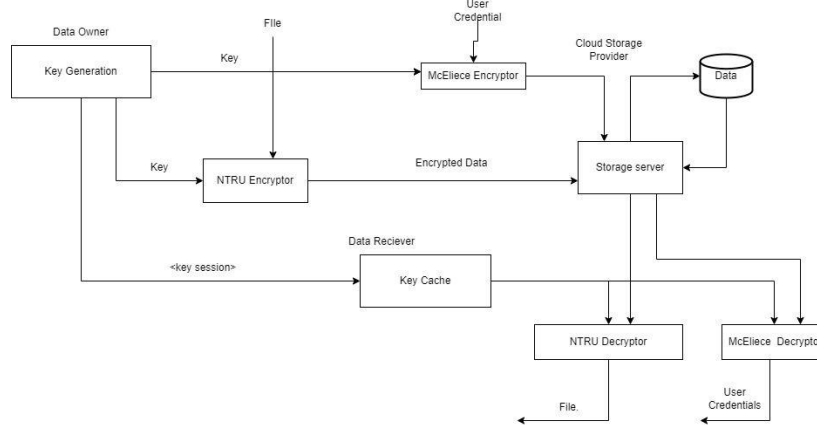 User
Credential
FIle
Data Owner
Cloud Storage
Provider
Key Generation
Key
McEliece Encryptor
Data
Key
NTRU Encryptor
Encrypted Data
Storage server
Data Reciever
<key session>
Key Cache
NTRU Decryptor
McEliece Decrypto
File.
User
Credentials